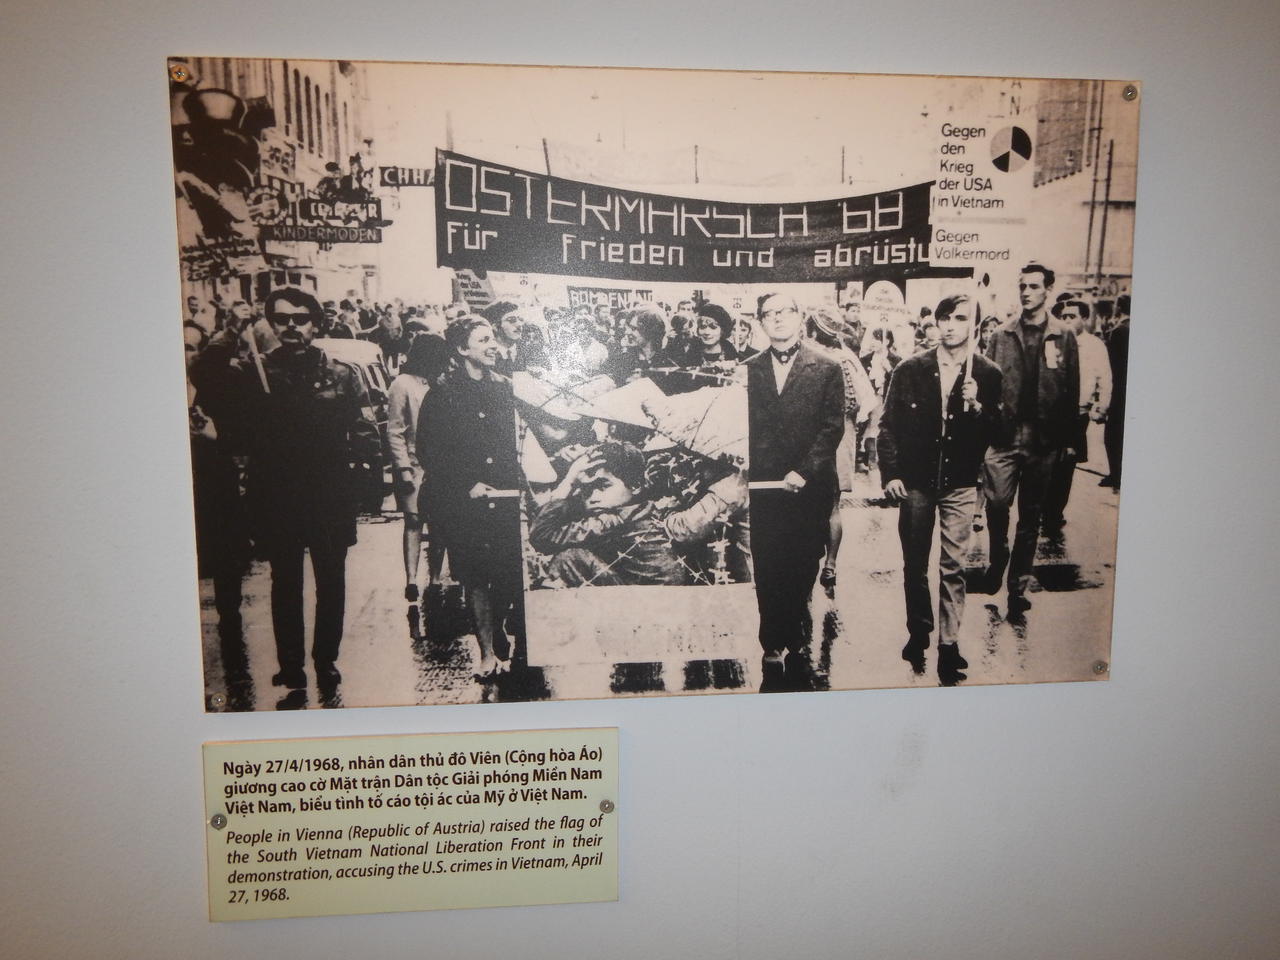 CHHA
KINDERMODEN
OSTERMARSCH '68
für frieden und abrüstu
Gegen
den
Krieg
der USA
in Vietnam
Gegen
Völkermord
Ngày 27/4/1968, nhân dân thủ đô Viên (Cộng hòa Áo)
giương cao cờ Mặt trận Dân tộc Giải phóng Miền Nam
Việt Nam, biểu tình tố cáo tội ác của Mỹ ở Việt Nam.
People in Vienna (Republic of Austria) raised the flag of
the South Vietnam National Liberation Front in their
demonstration, accusing the U.S. crimes in Vietnam, April
27, 1968.